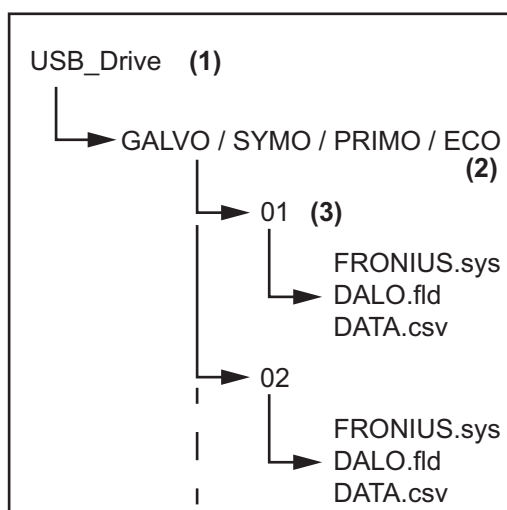 USB_Drive (1)
GALVO / SYMO / PRIMO / ECO
(2)
01 (3)
FRONIUS.sys
DALO.fld
DATA.csv
02
FRONIUS.sys
DALO.fld
DATA.csv